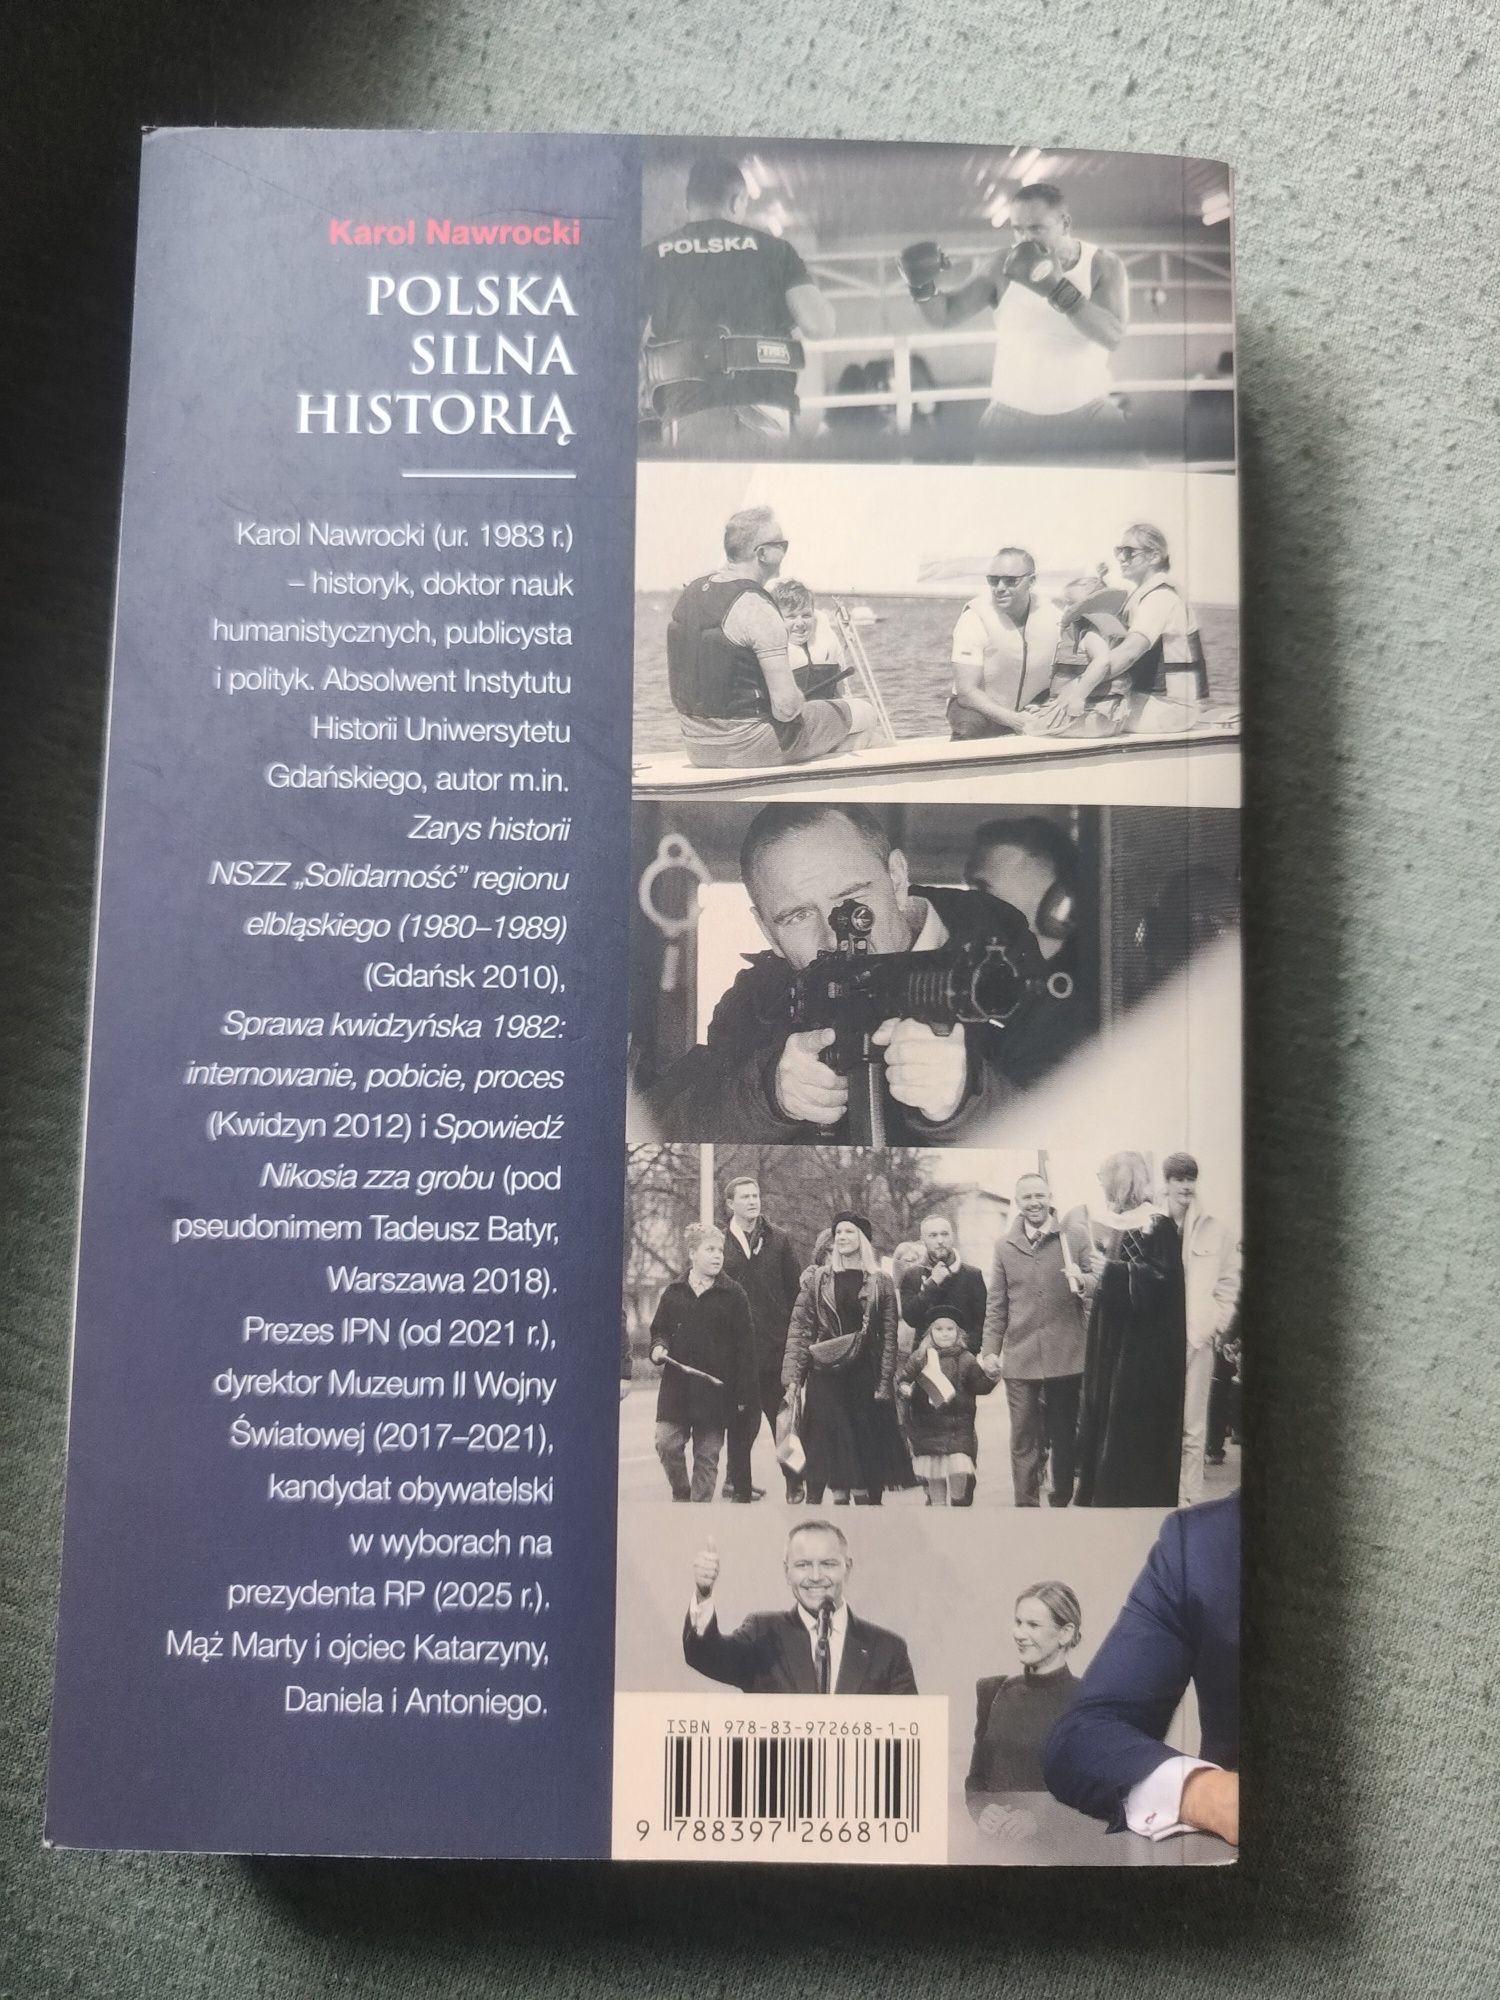 Karol Nawrocki
POLSKA
SILNA
HISTORIĄ
Karol Nawrocki (ur. 1983 r.)
– historyk, doktor nauk
humanistycznych, publicysta
i polityk. Absolwent Instytutu
Historii Uniwersytetu
Gdańskiego, autor m.in.
Zarys historii
NSZZ „Solidarność” regionu
elbląskiego (1980–1989)
(Gdańsk 2010),
Sprawa kwidzyńska 1982:
internowanie, pobicie, proces
(Kwidzyn 2012) i Spowiedź
Nikosia zza grobu (pod
pseudonimem Tadeusz Batyr,
Warszawa 2018).
Prezes IPN (od 2021 r.),
dyrektor Muzeum II Wojny
Światowej (2017–2021),
kandydat obywatelski
w wyborach na
prezydenta RP (2025 r.).
Mąż Marty i ojciec Katarzyny,
Daniela i Antoniego.
POLSKA
ISBN 978-83-972668-1-0
9 788397 266810